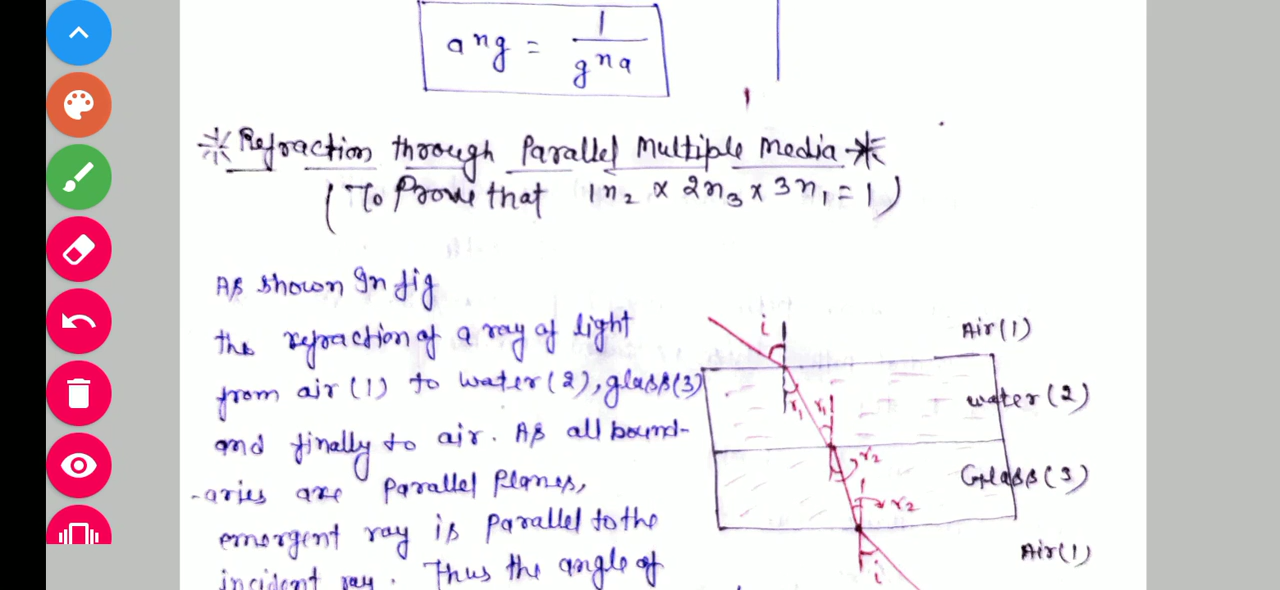 ang = 1/gna
Refraction through Parallel Multiple Media
(To Prove that 1n₂ x 2n₃ x 3n₁ = 1)
As shown In fig
the refraction of a ray of light
from air (1) to water (2), glass (3)
and finally to air. As all bound-
-aries are Parallel Planes,
emergent ray is parallel to the
incident ray. Thus the angle of
i
Air (1)
r₁ r₁
water (2)
r₂
Glass (3)
r₂
Air (1)
i